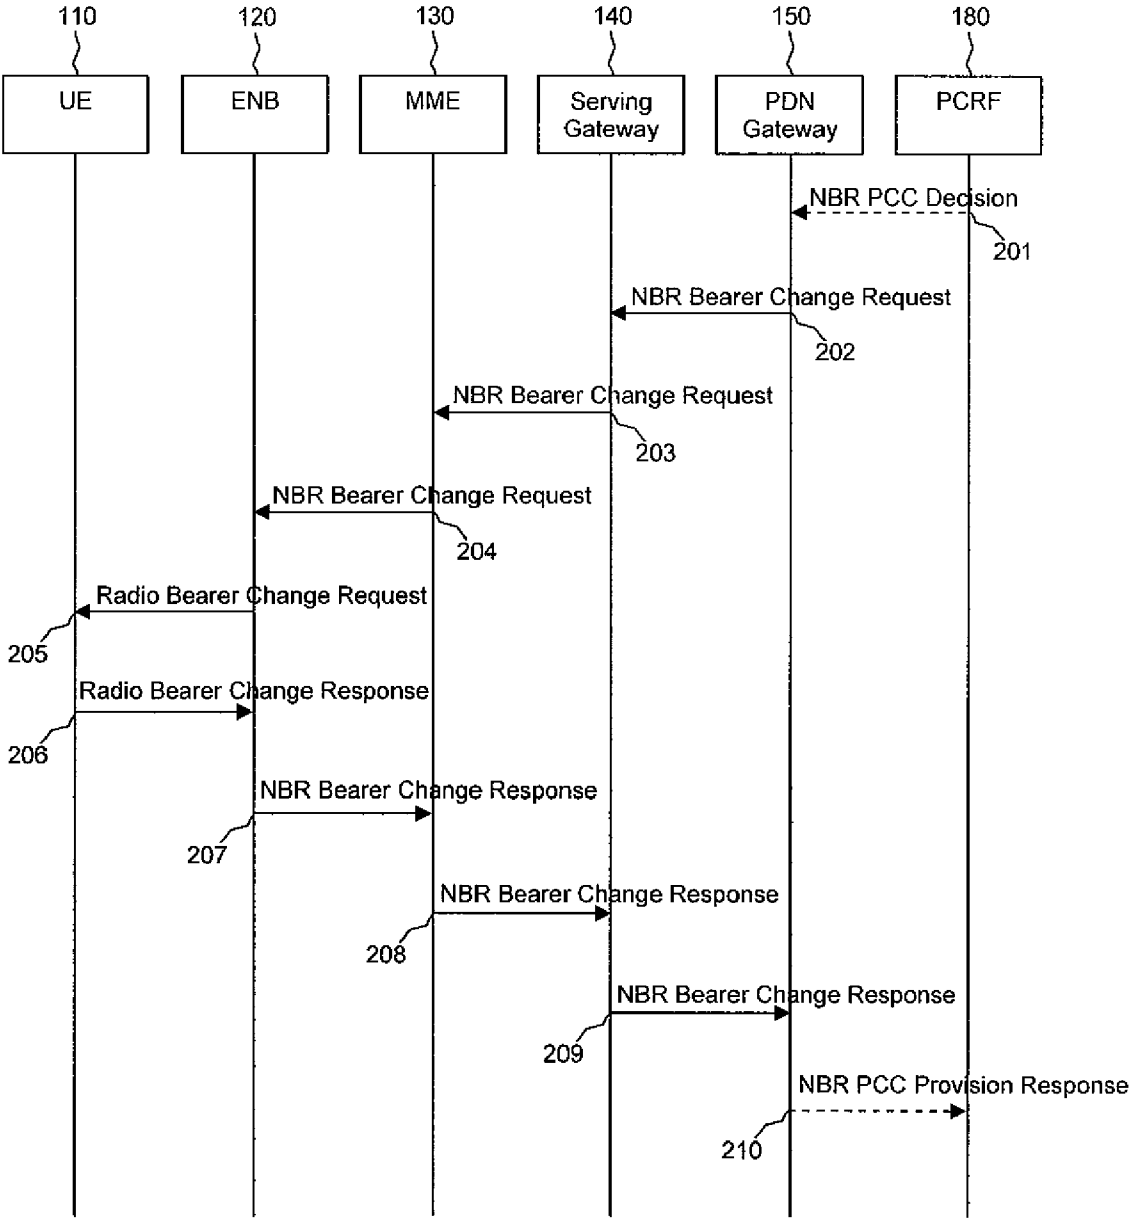 110 120 130 140 150 180
UE ENB MME Serving Gateway PDN Gateway PCRF
NBR PCC Decision
201
NBR Bearer Change Request
202
NBR Bearer Change Request
203
NBR Bearer Change Request
204
Radio Bearer Change Request
205
Radio Bearer Change Response
206
NBR Bearer Change Response
207
NBR Bearer Change Response
208
NBR Bearer Change Response
209
NBR PCC Provision Response
210